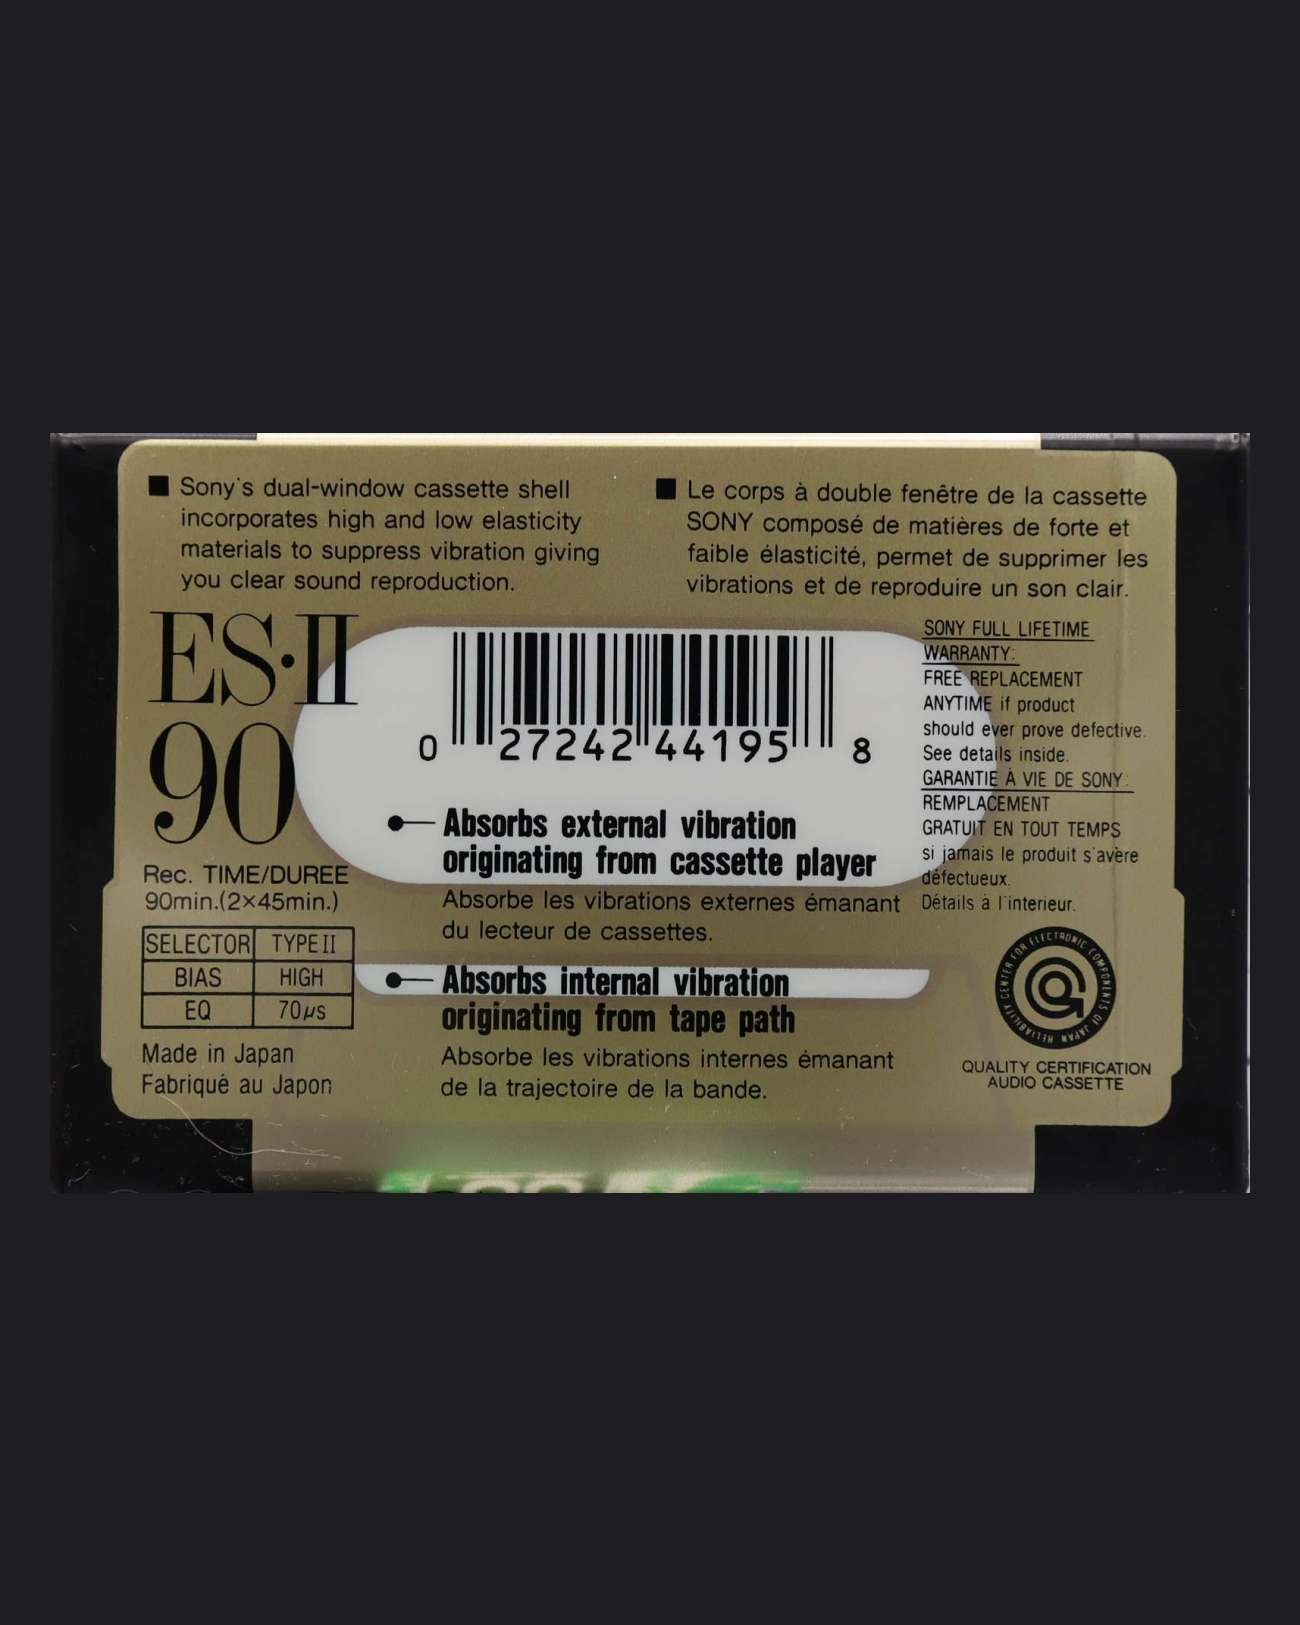 ■ Sony's dual-window cassette shell
incorporates high and low elasticity
materials to suppress vibration giving
you clear sound reproduction.
■ Le corps à double fenêtre de la cassette
SONY composé de matières de forte et
faible élasticité, permet de supprimer les
vibrations et de reproduire un son clair.
ES·II
90
Rec. TIME/DUREE
90min.(2×45min.)
SELECTOR TYPE II
BIAS HIGH
EQ 70μs
Made in Japan
Fabriqué au Japon
0 27242 44195 8
Absorbs external vibration
originating from cassette player
Absorbe les vibrations externes émanant
du lecteur de cassettes.
Absorbs internal vibration
originating from tape path
Absorbe les vibrations internes émanant
de la trajectoire de la bande.
SONY FULL LIFETIME
WARRANTY:
FREE REPLACEMENT
ANYTIME if product
should ever prove defective.
See details inside.
GARANTIE À VIE DE SONY:
REMPLACEMENT
GRATUIT EN TOUT TEMPS
si jamais le produit s'avère
défectueux.
Détails à l'interieur.
RELIABILITY CENTER FOR ELECTRONIC COMPONENTS OF JAPAN
QUALITY CERTIFICATION
AUDIO CASSETTE